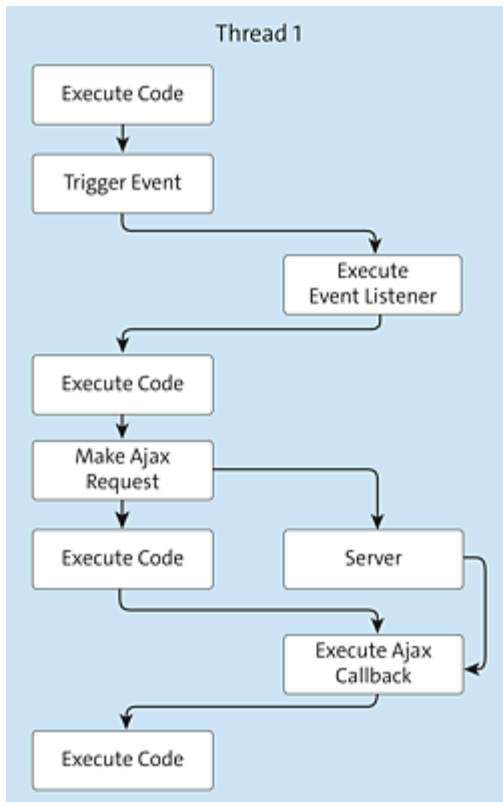 Thread 1
Execute Code
Trigger Event
Execute
Event Listener
Execute Code
Make Ajax
Request
Execute Code
Server
Execute Ajax
Callback
Execute Code